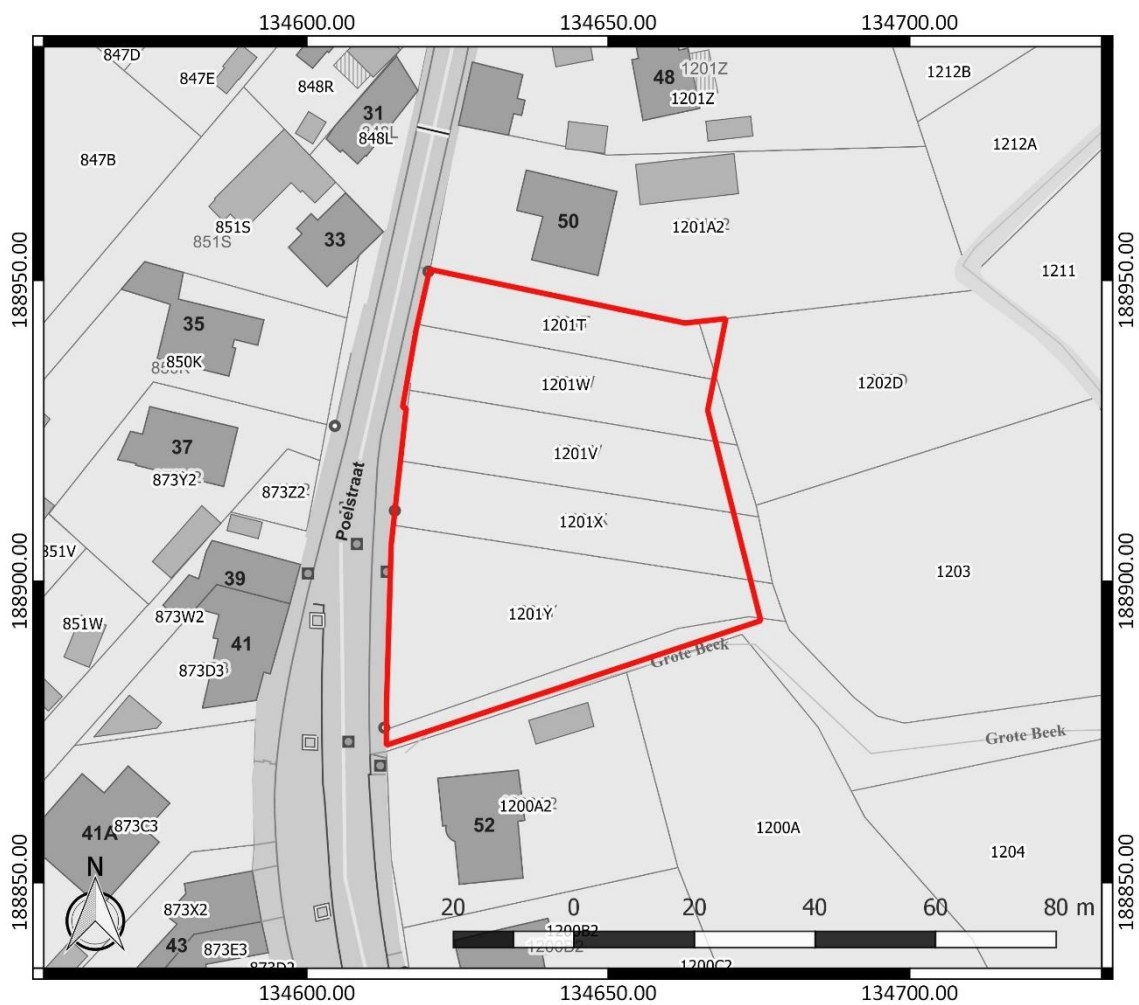 134600.00 134650.00 134700.00
847D
847E
848R
31
848L
848L
48
1201Z
1201Z
1212B
1212A
847B
851S
851S
33
50
1201A2
1211
188950.00
188950.00
35
850K
1201T
1201W
1202D
37
873Y2
873Z2
Poelstraat
1201V
1201X
851V
39
1203
188900.00
188900.00
851W
873W2
41
873D3
1201Y
Grote Beek
Grote Beek
41A
873C3
52
1200A2
1200A
1204
188850.00
188850.00
N
873X2
43
873E3
873D2
1200B2
1200B2
1200C2
20 0 20 40 60 80 m
134600.00 134650.00 134700.00